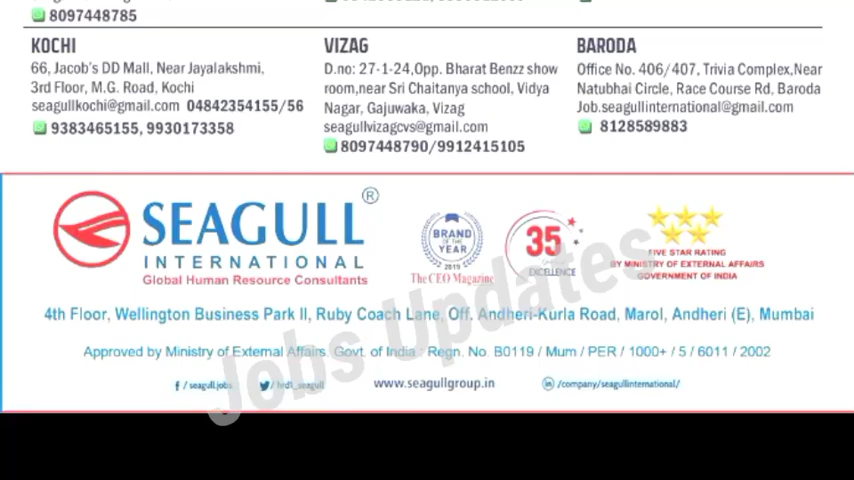 8097448785
KOCHI
66, Jacob's DD Mall, Near Jayalakshmi,
3rd Floor, M.G. Road, Kochi
seagullkochi@gmail.com 04842354155/56
9383465155, 9930173358
VIZAG
D.no: 27-1-24,Opp. Bharat Benzz show
room,near Sri Chaitanya school, Vidya
Nagar, Gajuwaka, Vizag
seagullvizagcvs@gmail.com
8097448790/9912415105
BARODA
Office No. 406/407, Trivia Complex,Near
Natubhai Circle, Race Course Rd, Baroda
Job.seagullinternational@gmail.com
8128589883
SEAGULL ®
INTERNATIONAL
Global Human Resource Consultants
BRAND
OF THE
YEAR
2019
The CEO Magazine
35
EXCELLENCE
FIVE STAR RATING
BY MINISTRY OF EXTERNAL AFFAIRS
GOVERNMENT OF INDIA
4th Floor, Wellington Business Park II, Ruby Coach Lane, Off. Andheri-Kurla Road, Marol, Andheri (E), Mumbai
Approved by Ministry of External Affairs, Govt. of India : Regn. No. B0119 / Mum / PER / 1000+ / 5 / 6011 / 2002
f / seagull.jobs
/ hrd1_seagull
www.seagullgroup.in
in /company/seagullinternational/
Jobs Updates